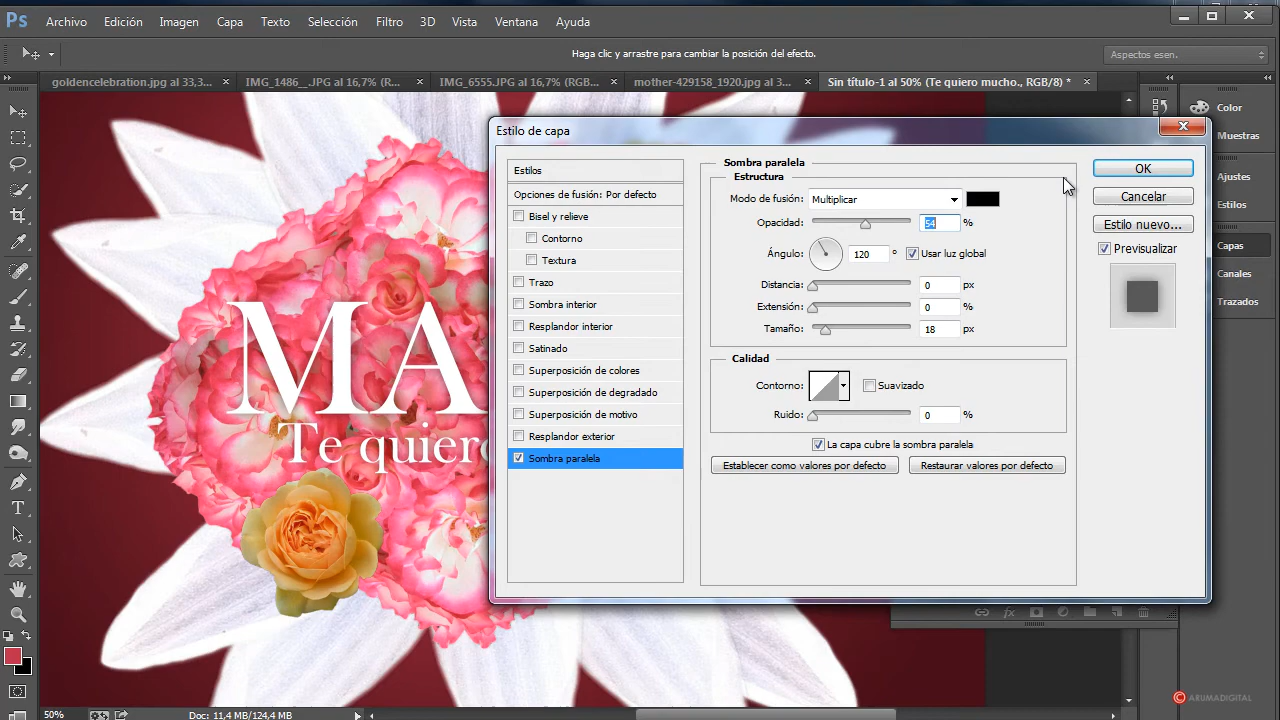 Ps Archivo Edición Imagen Capa Texto Selección Filtro 3D Vista Ventana Ayuda
Haga clic y arrastre para cambiar la posición del efecto.
Aspectos esen.
goldencelebration.jpg al 33,3...
IMG_1486__.JPG al 16,7% (R...
IMG_6555.JPG al 16,7% (RGB...
mother-429158_1920.jpg al 3...
Sin título-1 al 50% (Te quiero mucho., RGB/8) *
Estilo de capa
Estilos
Opciones de fusión: Por defecto
Bisel y relieve
Contorno
Textura
Trazo
Sombra interior
Resplandor interior
Satinado
Superposición de colores
Superposición de degradado
Superposición de motivo
Resplandor exterior
Sombra paralela
Sombra paralela
Estructura
Modo de fusión: Multiplicar
Opacidad: 54 %
Ángulo: 120 ° Usar luz global
Distancia: 0 px
Extensión: 0 %
Tamaño: 18 px
Calidad
Contorno: Suavizado
Ruido: 0 %
La capa cubre la sombra paralela
Establecer como valores por defecto
Restaurar valores por defecto
OK
Cancelar
Estilo nuevo...
Previsualizar
Color
Muestras
Ajustes
Estilos
Capas
Canales
Trazados
MA
Te quiero
fx
T
50%
Doc: 11,4 MB/124,4 MB
© ARUMADIGITAL